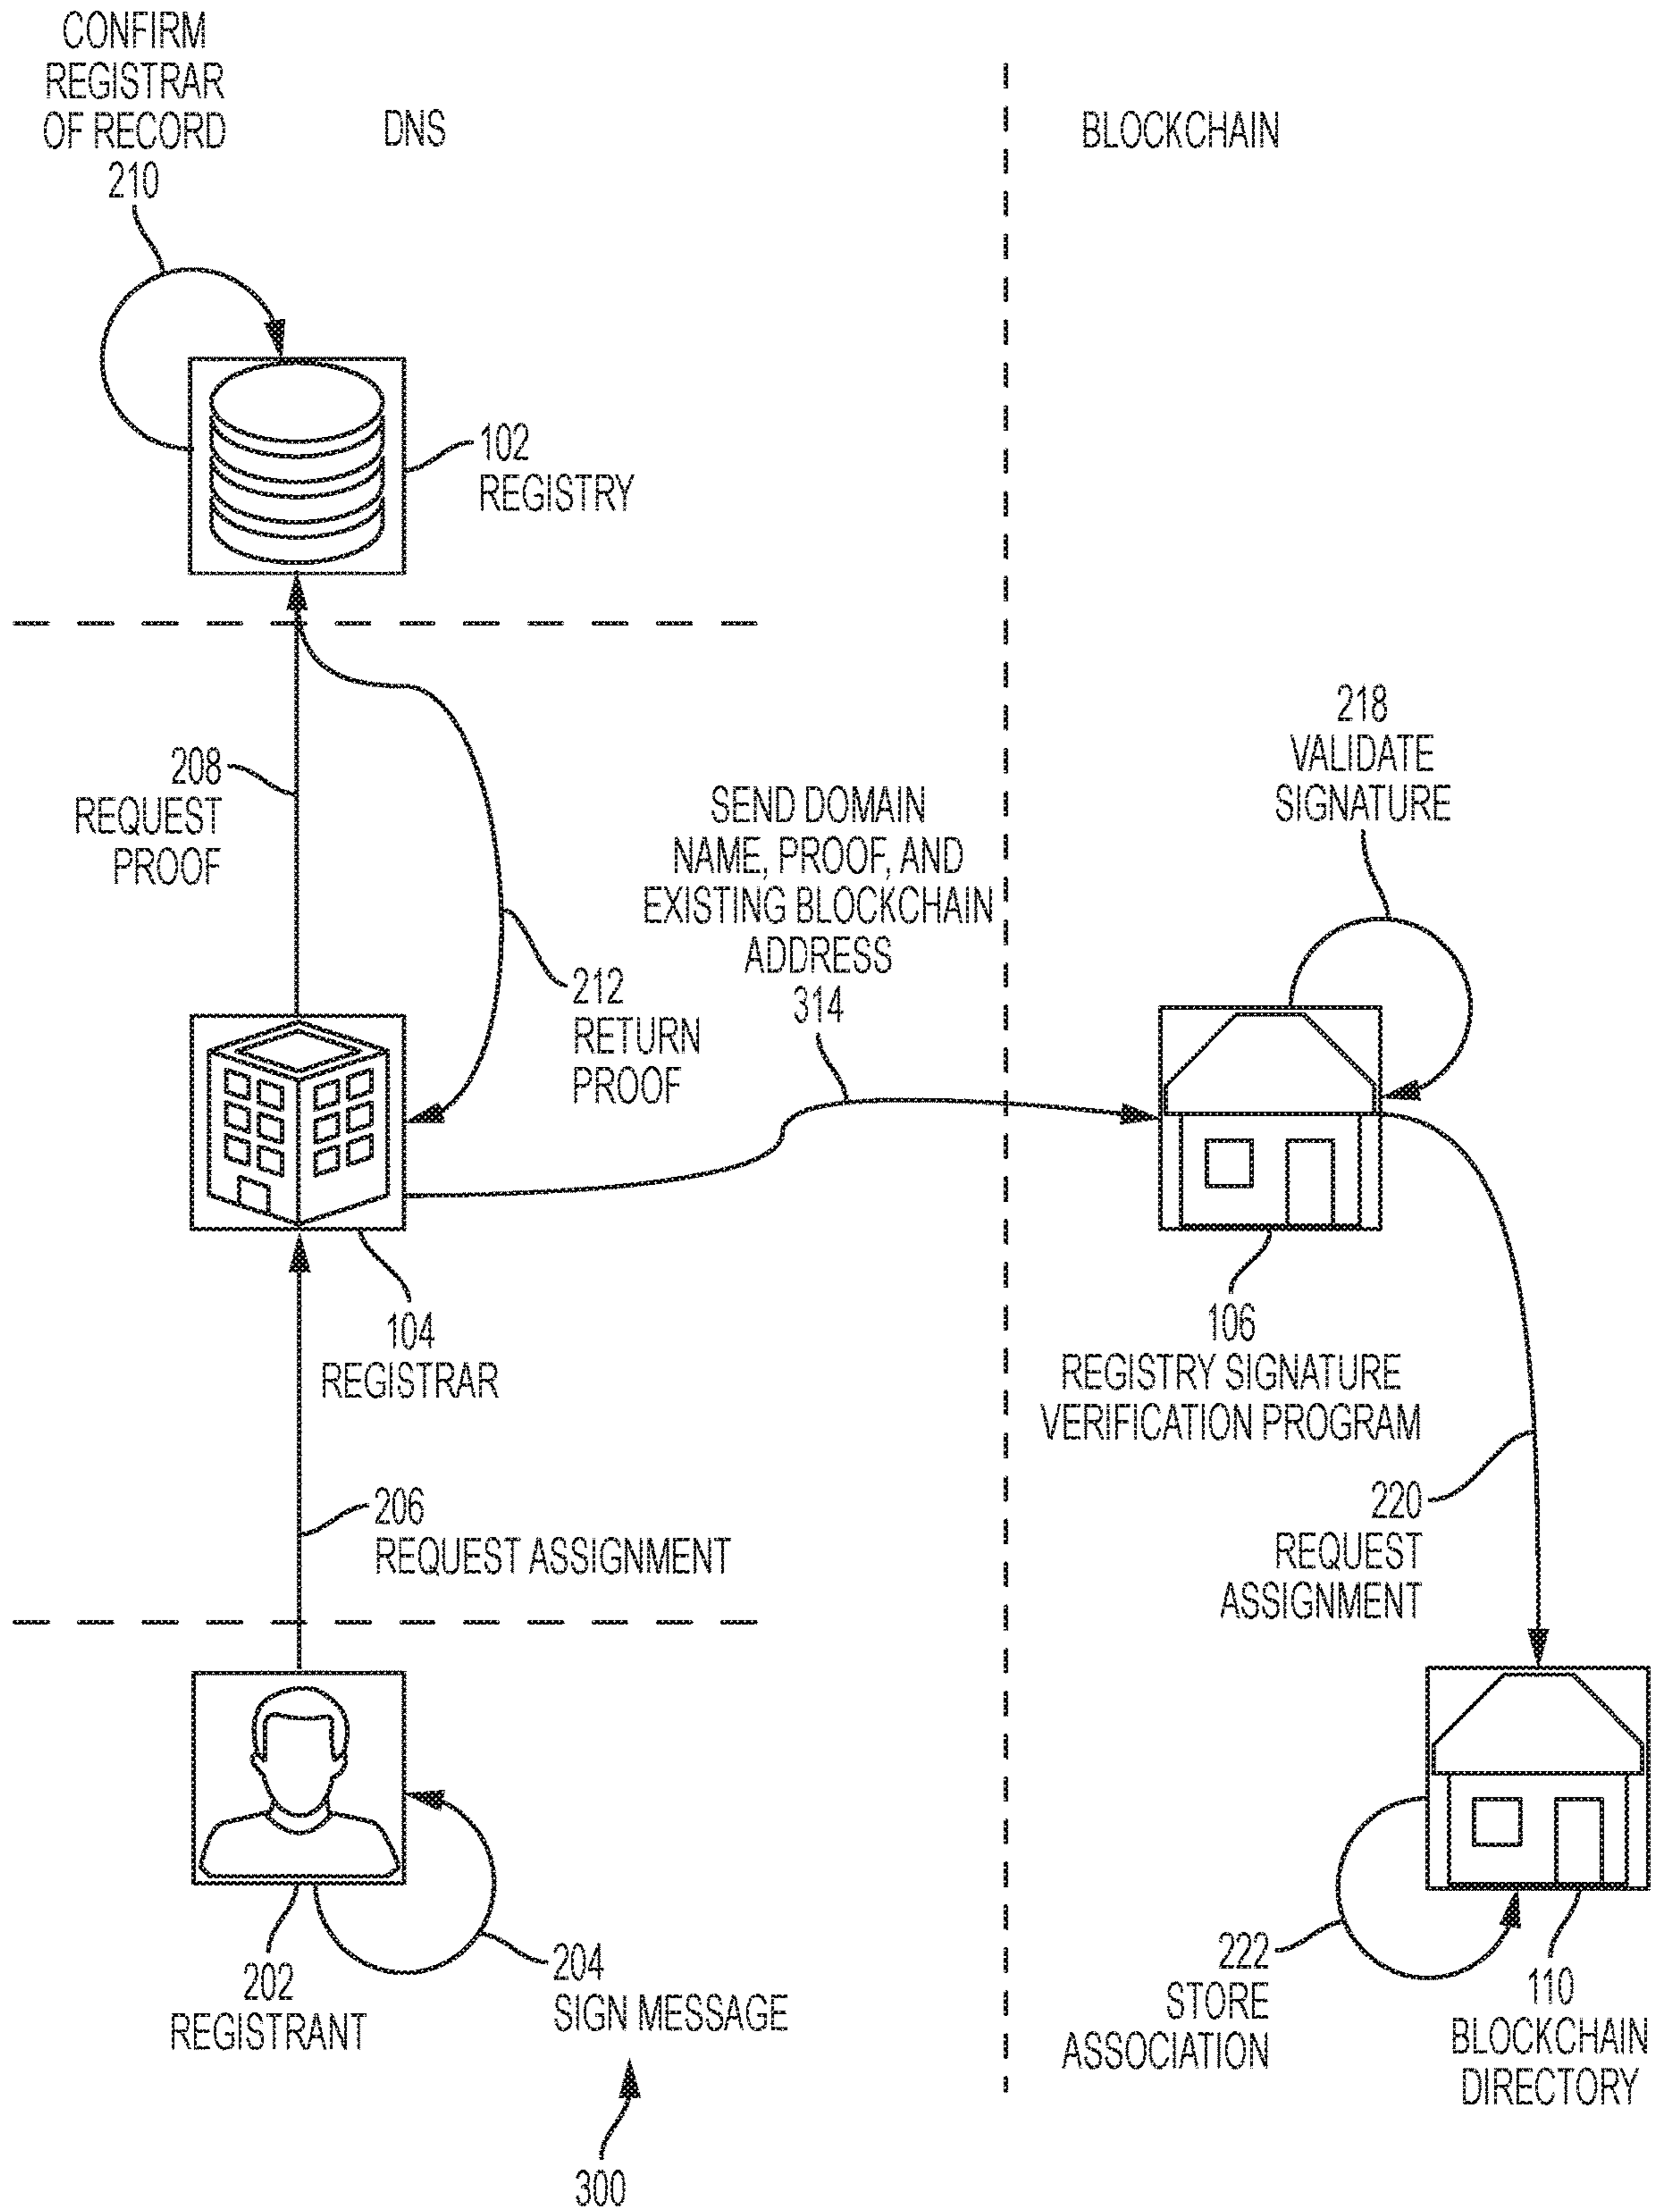 CONFIRM
REGISTRAR
OF RECORD
210
DNS
BLOCKCHAIN
102
REGISTRY
208
REQUEST
PROOF
212
RETURN
PROOF
SEND DOMAIN
NAME, PROOF, AND
EXISTING BLOCKCHAIN
ADDRESS
314
218
VALIDATE
SIGNATURE
104
REGISTRAR
106
REGISTRY SIGNATURE
VERIFICATION PROGRAM
206
REQUEST ASSIGNMENT
220
REQUEST
ASSIGNMENT
202
REGISTRANT
204
SIGN MESSAGE
222
STORE
ASSOCIATION
110
BLOCKCHAIN
DIRECTORY
300